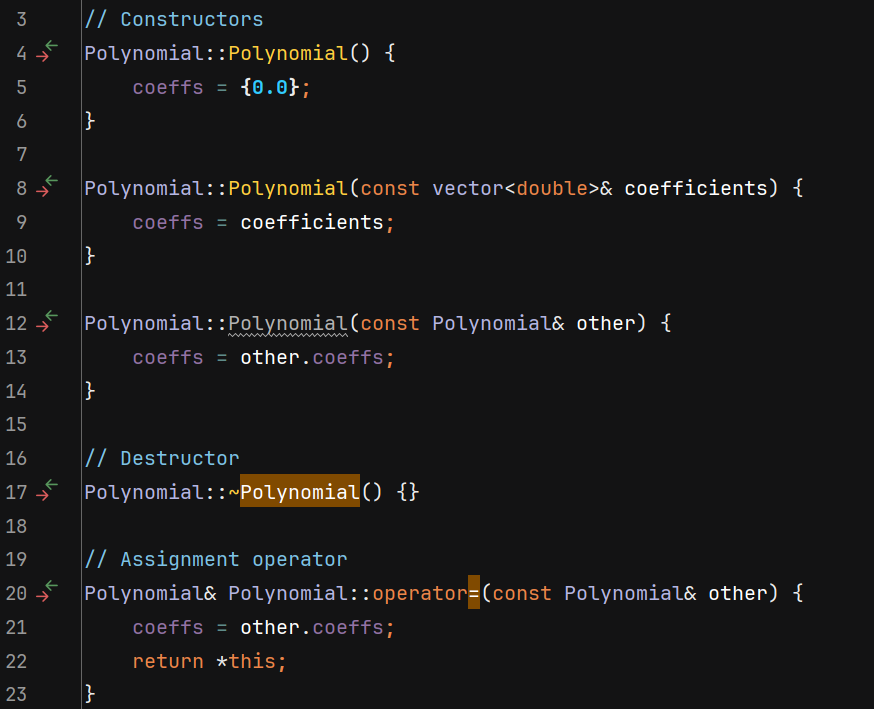 3 // Constructors
4 Polynomial::Polynomial() {
5 coeffs = {0.0};
6 }
7
8 Polynomial::Polynomial(const vector<double>& coefficients) {
9 coeffs = coefficients;
10 }
11
12 Polynomial::Polynomial(const Polynomial& other) {
13 coeffs = other.coeffs;
14 }
15
16 // Destructor
17 Polynomial::~Polynomial() {}
18
19 // Assignment operator
20 Polynomial& Polynomial::operator=(const Polynomial& other) {
21 coeffs = other.coeffs;
22 return *this;
23 }